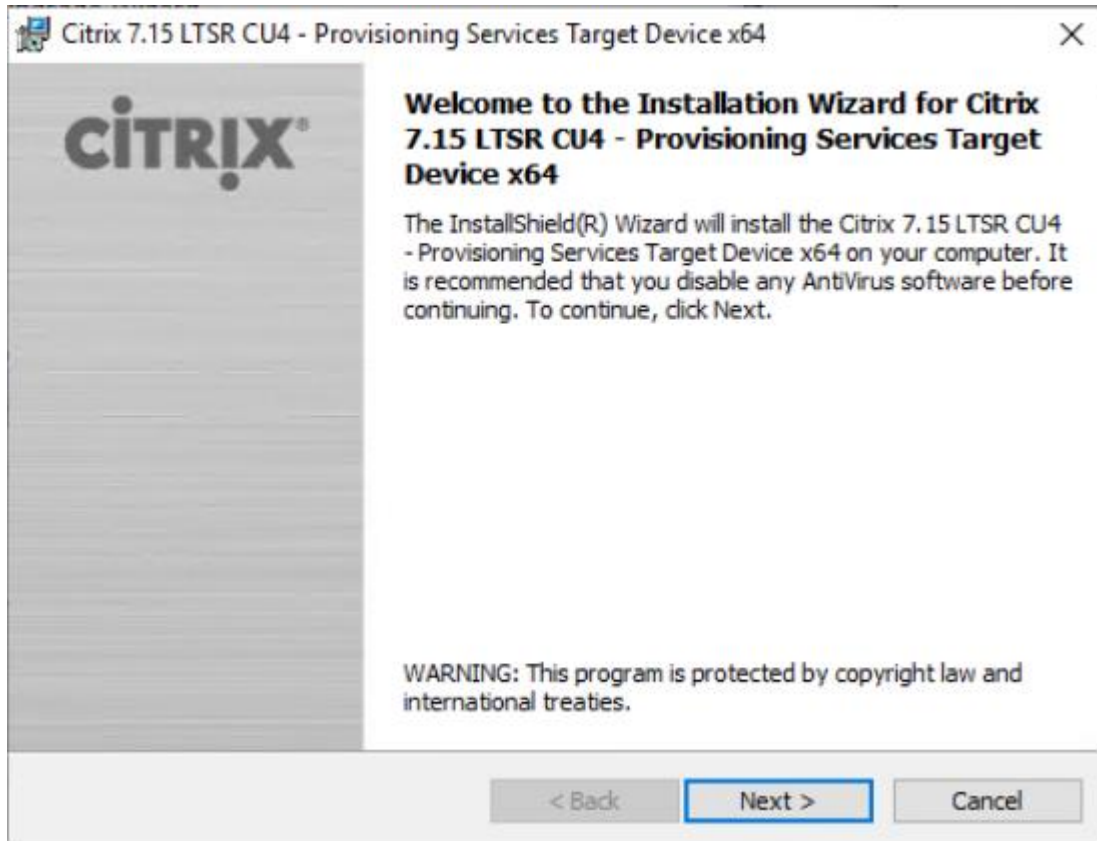 Citrix 7.15 LTSR CU4 - Provisioning Services Target Device x64
CİTRIX®
Welcome to the Installation Wizard for Citrix
7.15 LTSR CU4 - Provisioning Services Target
Device x64
The InstallShield(R) Wizard will install the Citrix 7.15 LTSR CU4
- Provisioning Services Target Device x64 on your computer. It
is recommended that you disable any AntiVirus software before
continuing. To continue, click Next.
WARNING: This program is protected by copyright law and
international treaties.
< Back
Next >
Cancel